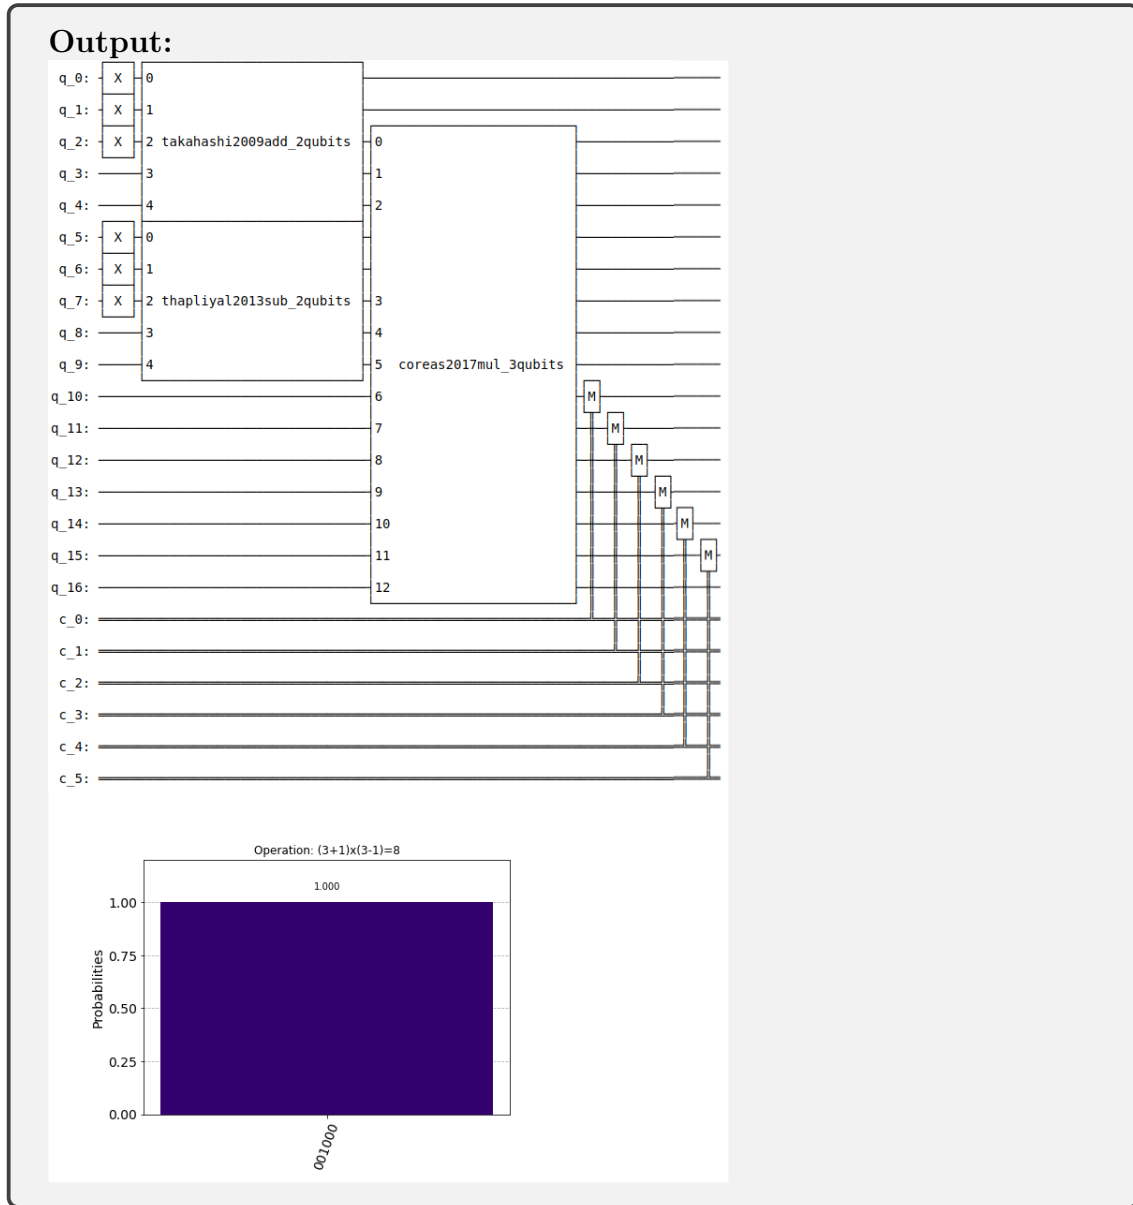 Output:
q_0: X 0
q_1: X 1
q_2: X 2 takahashi2009add_2qubits 0
q_3: 3 1
q_4: 4 2
q_5: X 0
q_6: X 1
q_7: X 2 thapliyal2013sub_2qubits 3
q_8: 3 4
q_9: 4 5 coreas2017mul_3qubits
q_10: 6 M
q_11: 7 M
q_12: 8 M
q_13: 9 M
q_14: 10 M
q_15: 11 M
q_16: 12
c_0:
c_1:
c_2:
c_3:
c_4:
c_5:
Operation: (3+1)x(3-1)=8
1.000
1.00
0.75
0.50
0.25
0.00
Probabilities
001000